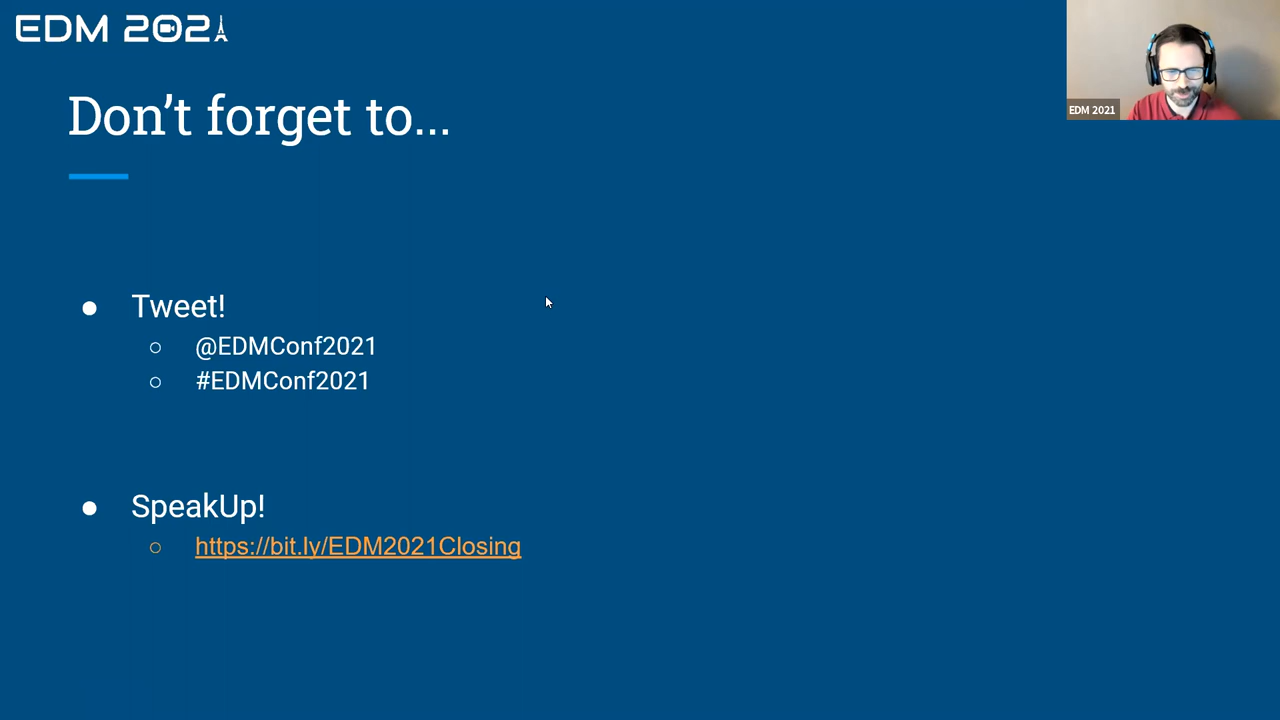 EDM 2021
EDM 2021
Don’t forget to...
● Tweet!
○ @EDMConf2021
○ #EDMConf2021
● SpeakUp!
○ https://bit.ly/EDM2021Closing